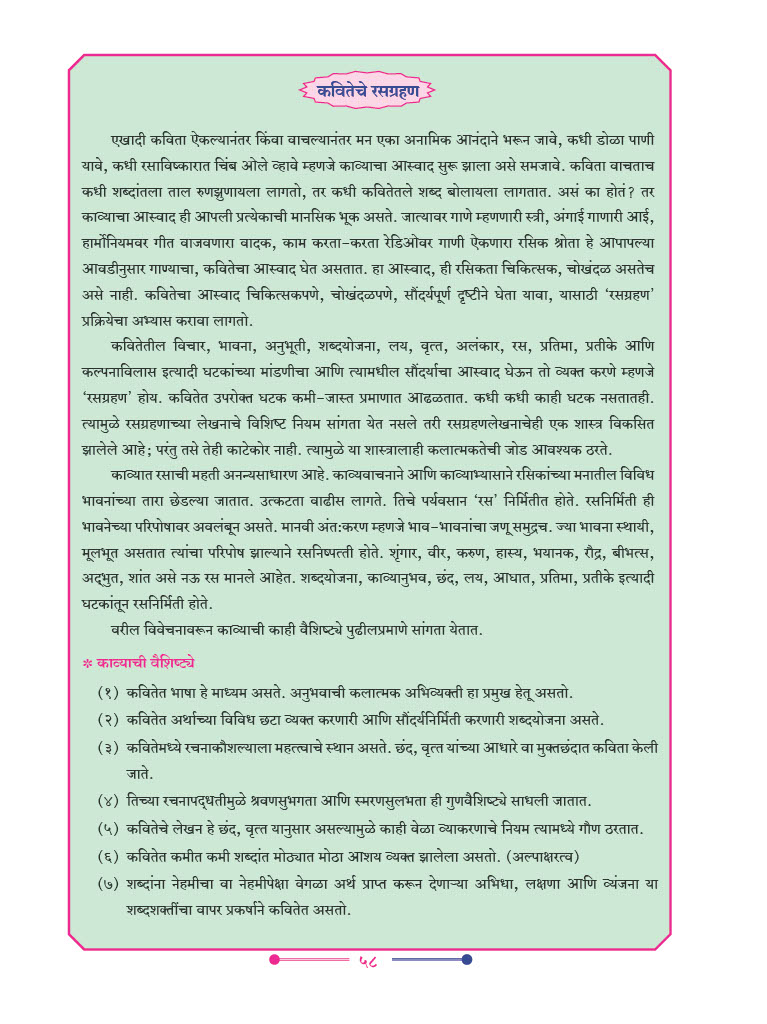 कवितेचे रसग्रहण
एखादी कविता ऐकल्यानंतर किंवा वाचल्यानंतर मन एका अनामिक आनंदाने भरून जावे, कधी डोळा पाणी
यावे, कधी रसाविष्कारात चिंब ओले व्हावे म्हणजे काव्याचा आस्वाद सुरू झाला असे समजावे. कविता वाचताच
कधी शब्दांतला ताल रुणझुणायला लागतो, तर कधी कवितेतले शब्द बोलायला लागतात. असं का होतं? तर
काव्याचा आस्वाद ही आपली प्रत्येकाची मानसिक भूक असते. जात्यावर गाणे म्हणणारी स्त्री, अंगाई गाणारी आई,
हार्मोनियमवर गीत वाजवणारा वादक, काम करता-करता रेडिओवर गाणी ऐकणारा रसिक श्रोता हे आपापल्या
आवडीनुसार गाण्याचा, कवितेचा आस्वाद घेत असतात. हा आस्वाद, ही रसिकता चिकित्सक, चोखंदळ असतेच
असे नाही. कवितेचा आस्वाद चिकित्सकपणे, चोखंदळपणे, सौंदर्यपूर्ण दृष्टीने घेता यावा, यासाठी ‘रसग्रहण’
प्रक्रियेचा अभ्यास करावा लागतो.
कवितेतील विचार, भावना, अनुभूती, शब्दयोजना, लय, वृत्त, अलंकार, रस, प्रतिमा, प्रतीके आणि
कल्पनाविलास इत्यादी घटकांच्या मांडणीचा आणि त्यामधील सौंदर्याचा आस्वाद घेऊन तो व्यक्त करणे म्हणजे
‘रसग्रहण’ होय. कवितेत उपरोक्त घटक कमी-जास्त प्रमाणात आढळतात. कधी कधी काही घटक नसतातही.
त्यामुळे रसग्रहणाच्या लेखनाचे विशिष्ट नियम सांगता येत नसले तरी रसग्रहणलेखनाचेही एक शास्त्र विकसित
झालेले आहे; परंतु तसे तेही काटेकोर नाही. त्यामुळे या शास्त्रालाही कलात्मकतेची जोड आवश्यक ठरते.
काव्यात रसाची महती अनन्यसाधारण आहे. काव्यवाचनाने आणि काव्याभ्यासाने रसिकांच्या मनातील विविध
भावनांच्या तारा छेडल्या जातात. उत्कटता वाढीस लागते. तिचे पर्यवसान ‘रस’ निर्मितीत होते. रसनिर्मिती ही
भावनेच्या परिपोषावर अवलंबून असते. मानवी अंत:करण म्हणजे भाव-भावनांचा जणू समुद्रच. ज्या भावना स्थायी,
मूलभूत असतात त्यांचा परिपोष झाल्याने रसनिष्पत्ती होते. शृंगार, वीर, करुण, हास्य, भयानक, रौद्र, बीभत्स,
अद्‌भुत, शांत असे नऊ रस मानले आहेत. शब्दयोजना, काव्यानुभव, छंद, लय, आघात, प्रतिमा, प्रतीके इत्यादी
घटकांतून रसनिर्मिती होते.
वरील विवेचनावरून काव्याची काही वैशिष्ट्ये पुढीलप्रमाणे सांगता येतात.
* काव्याची वैशिष्ट्ये
(१) कवितेत भाषा हे माध्यम असते. अनुभवाची कलात्मक अभिव्यक्ती हा प्रमुख हेतू असतो.
(२) कवितेत अर्थाच्या विविध छटा व्यक्त करणारी आणि सौंदर्यनिर्मिती करणारी शब्दयोजना असते.
(३) कवितेमध्ये रचनाकौशल्याला महत्त्वाचे स्थान असते. छंद, वृत्त यांच्या आधारे वा मुक्तछंदात कविता केली
जाते.
(४) तिच्या रचनापद्धतीमुळे श्रवणसुभगता आणि स्मरणसुलभता ही गुणवैशिष्ट्ये साधली जातात.
(५) कवितेचे लेखन हे छंद, वृत्त यानुसार असल्यामुळे काही वेळा व्याकरणाचे नियम त्यामध्ये गौण ठरतात.
(६) कवितेत कमीत कमी शब्दांत मोठ्यात मोठा आशय व्यक्त झालेला असतो. (अल्पाक्षरत्व)
(७) शब्दांना नेहमीचा वा नेहमीपेक्षा वेगळा अर्थ प्राप्त करून देणाऱ्या अभिधा, लक्षणा आणि व्यंजना या
शब्दशक्तींचा वापर प्रकर्षाने कवितेत असतो.
५८